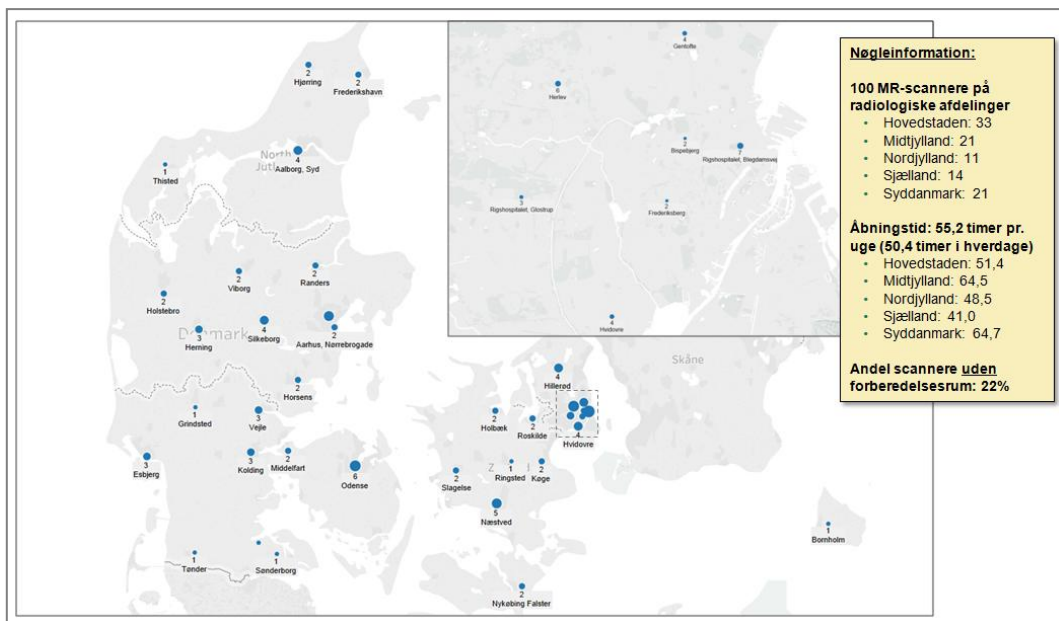 2
Hjørring
2
Frederikshavn
North
Jutl
4
Aalborg, Syd
1
Thisted
2
Viborg
2
Randers
2
Holstebro
Denmark
3
Herning
4
Silkeborg
2
Aarhus, Nørrebrogade
2
Horsens
1
Grindsted
3
Vejle
3
Esbjerg
3
Kolding
2
Middelfart
6
Odense
1
Tønder
1
Sønderborg
4
Gentofte
6
Herlev
2
Bispebjerg
7
Rigshospitalet, Blegdamsvej
3
Rigshospitalet, Glostrup
2
Frederiksberg
4
Hvidovre
Skåne
4
Hillerød
2
Holbæk
2
Roskilde
4
Hvidovre
2
Slagelse
1
Ringsted
2
Køge
5
Næstved
2
Nykøbing Falster
1
Bornholm
Nøgleinformation:
100 MR-scannere på
radiologiske afdelinger
• Hovedstaden: 33
• Midtjylland: 21
• Nordjylland: 11
• Sjælland: 14
• Syddanmark: 21
Åbningstid: 55,2 timer pr.
uge (50,4 timer i hverdage)
• Hovedstaden: 51,4
• Midtjylland: 64,5
• Nordjylland: 48,5
• Sjælland: 41,0
• Syddanmark: 64,7
Andel scannere uden
forberedelsesrum: 22%